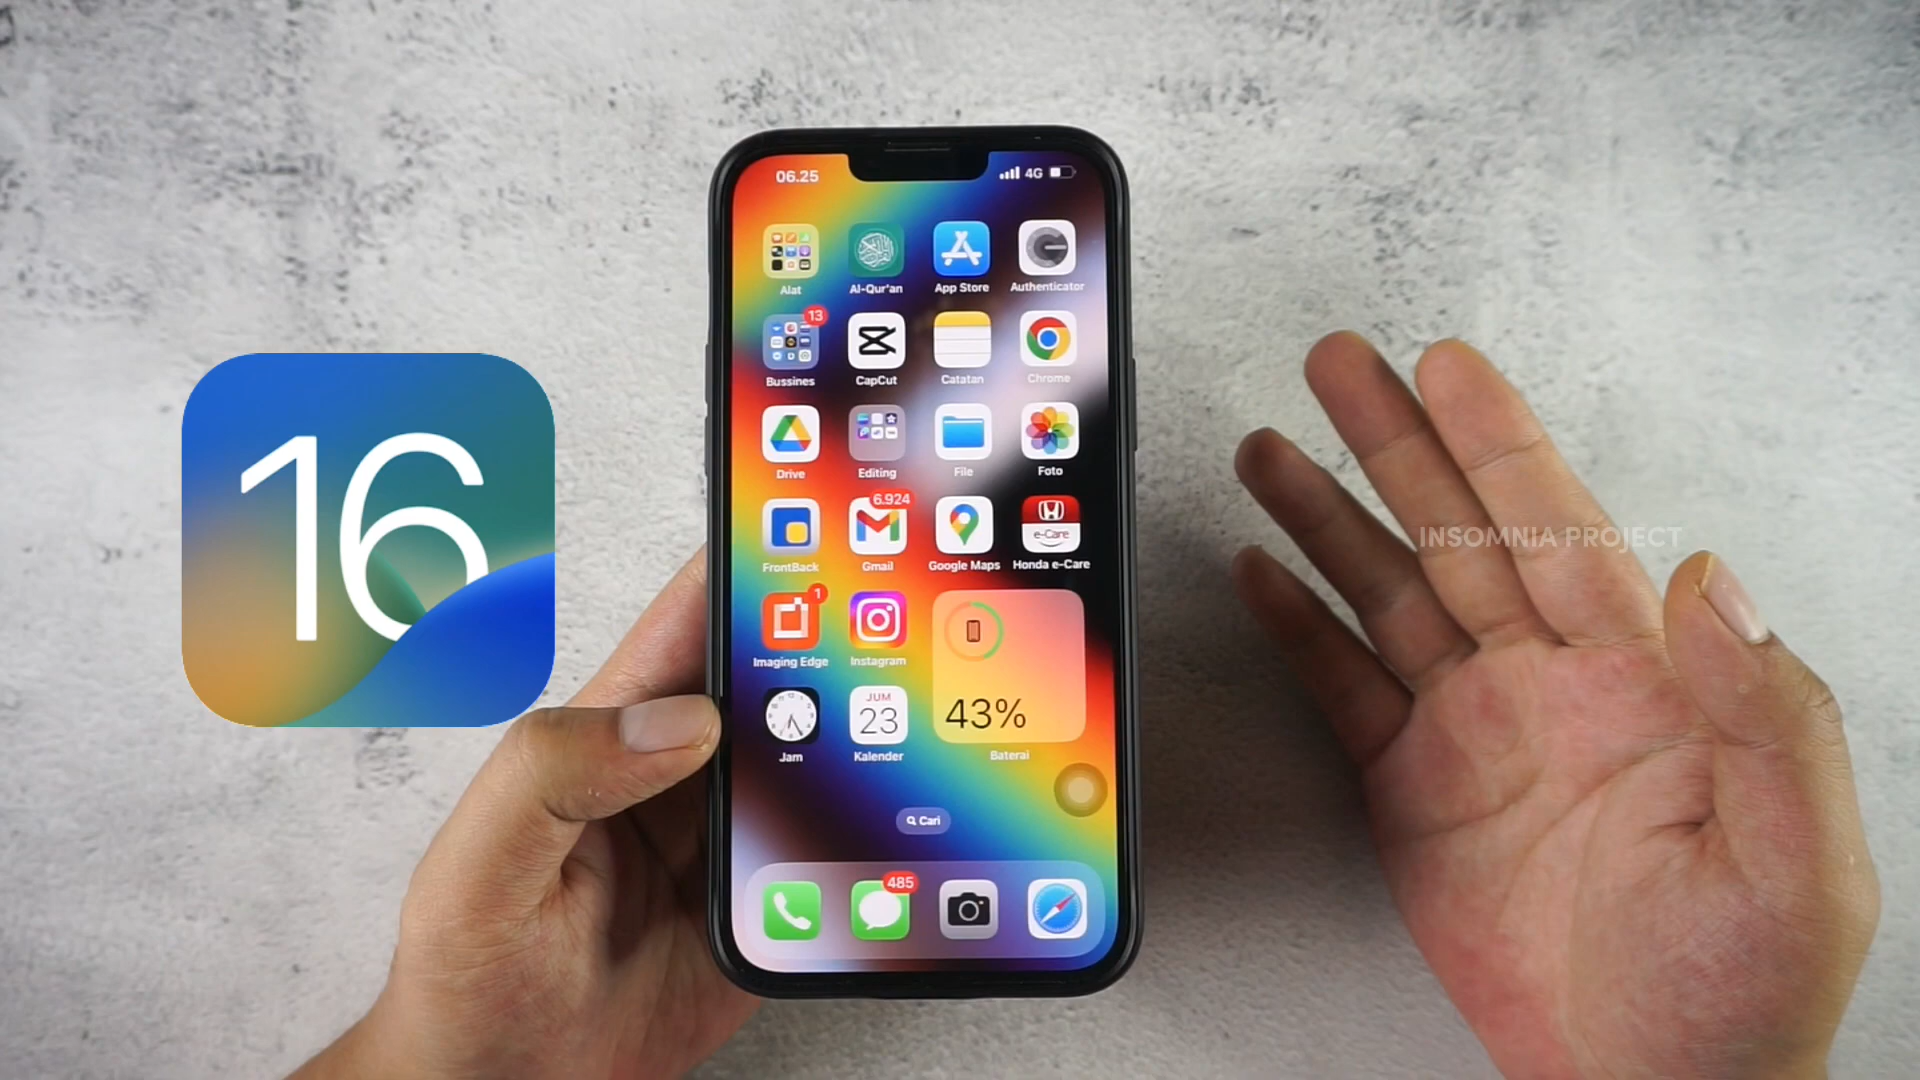 06.25
4G
Alat
Al-Qur'an
App Store
Authenticator
13
Bussines
CapCut
Catatan
Chrome
Drive
Editing
File
Foto
6.924
e-Care
FrontBack
Gmail
Google Maps
Honda e-Care
1
Imaging Edge
Instagram
43%
JUM
23
Jam
Kalender
Baterai
Cari
485
16
INSOMNIA PROJECT